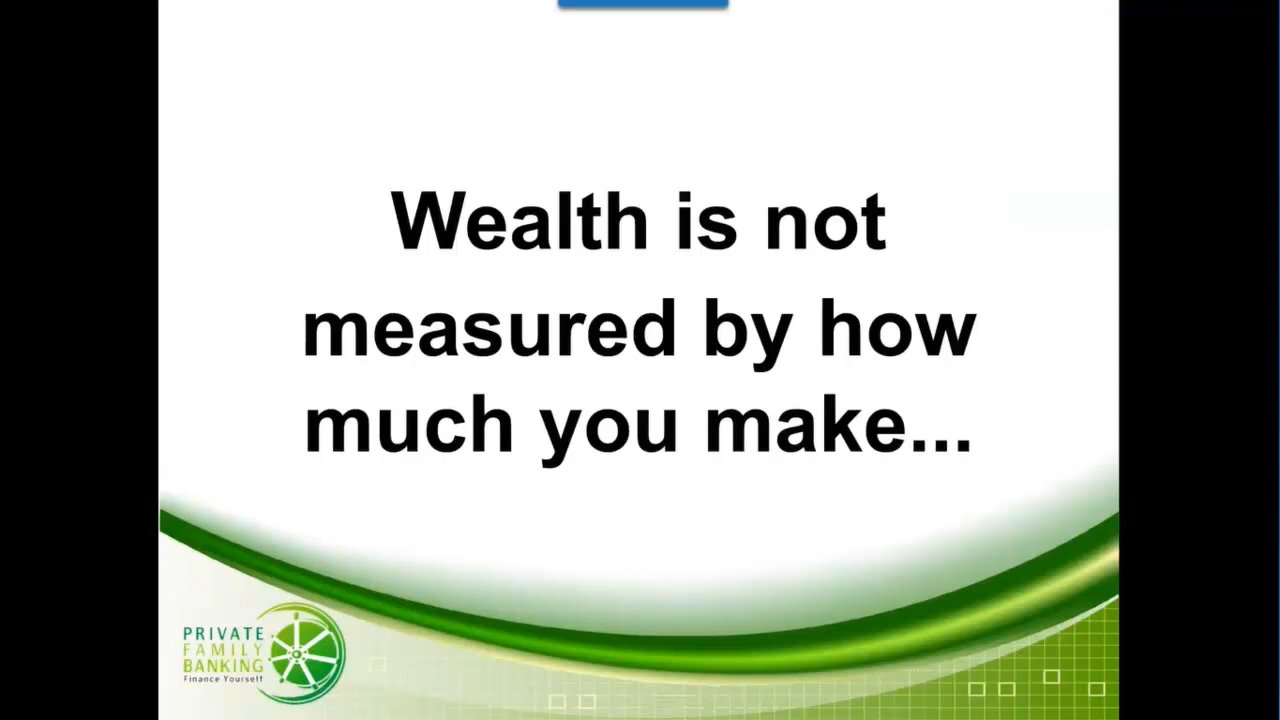 Wealth is not
measured by how
much you make...
PRIVATE
FAMILY
BANKING
Finance Yourself